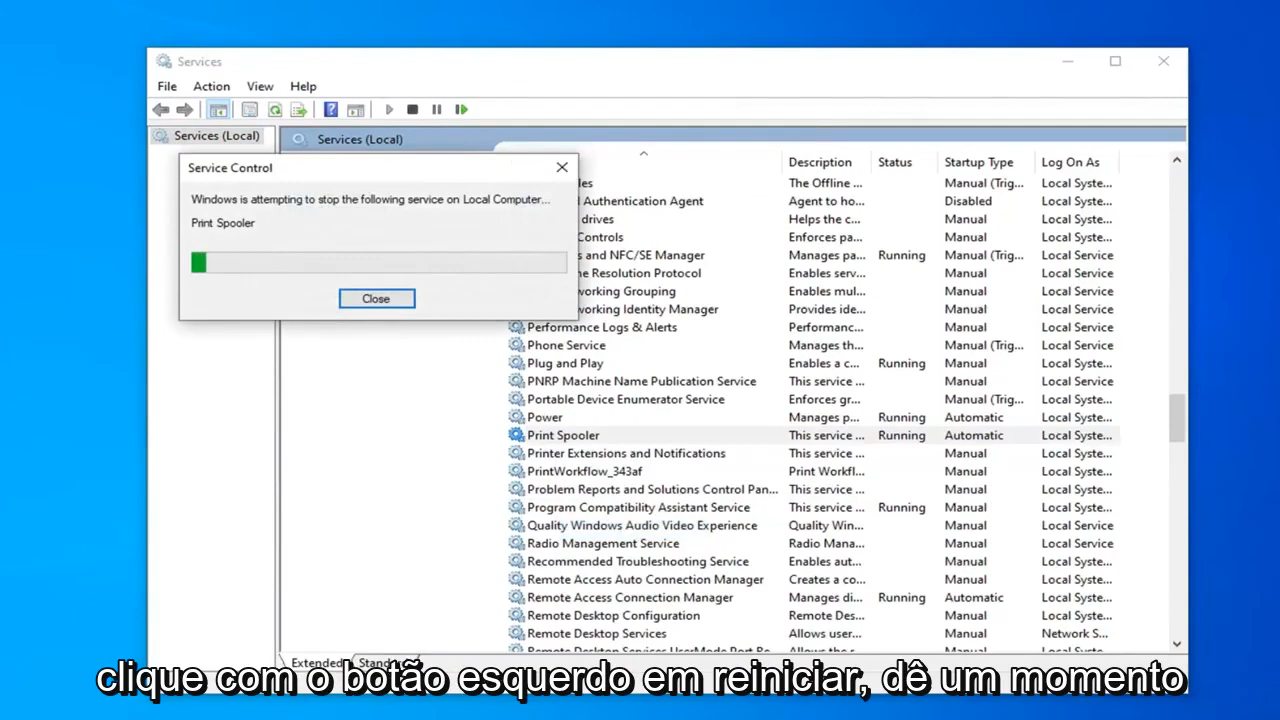 Services
File Action View Help
Services (Local)
Services (Local)
Service Control
Windows is attempting to stop the following service on Local Computer...
Print Spooler
Close
Description Status Startup Type Log On As
The Offline ... Manual (Trig... Local Syste...
Authentication Agent Agent to ho... Disabled Local Syste...
drives Helps the c... Manual Local Syste...
Controls Enforces pa... Manual Local Syste...
and NFC/SE Manager Manages pa... Running Manual (Trig... Local Service
Resolution Protocol Enables serv... Manual Local Service
Grouping Enables mul... Manual Local Service
Identity Manager Provides ide... Manual Local Service
Performance Logs & Alerts Performanc... Manual Local Service
Phone Service Manages th... Manual (Trig... Local Service
Plug and Play Enables a c... Running Manual Local Syste...
PNRP Machine Name Publication Service This service ... Manual Local Service
Portable Device Enumerator Service Enforces gr... Manual (Trig... Local Syste...
Power Manages p... Running Automatic Local Syste...
Print Spooler This service ... Running Automatic Local Syste...
Printer Extensions and Notifications This service ... Manual Local Syste...
PrintWorkflow_343af Print Workfl... Manual Local Syste...
Problem Reports and Solutions Control Pan... This service ... Manual Local Syste...
Program Compatibility Assistant Service This service ... Running Manual Local Syste...
Quality Windows Audio Video Experience Quality Win... Manual Local Service
Radio Management Service Radio Mana... Manual Local Service
Recommended Troubleshooting Service Enables aut... Manual Local Syste...
Remote Access Auto Connection Manager Creates a co... Manual Local Syste...
Remote Access Connection Manager Manages di... Running Automatic Local Syste...
Remote Desktop Configuration Remote Des... Manual Local Syste...
Remote Desktop Services Allows user... Manual Network S...
Extended
clique com o botão esquerdo em reiniciar, dê um momento